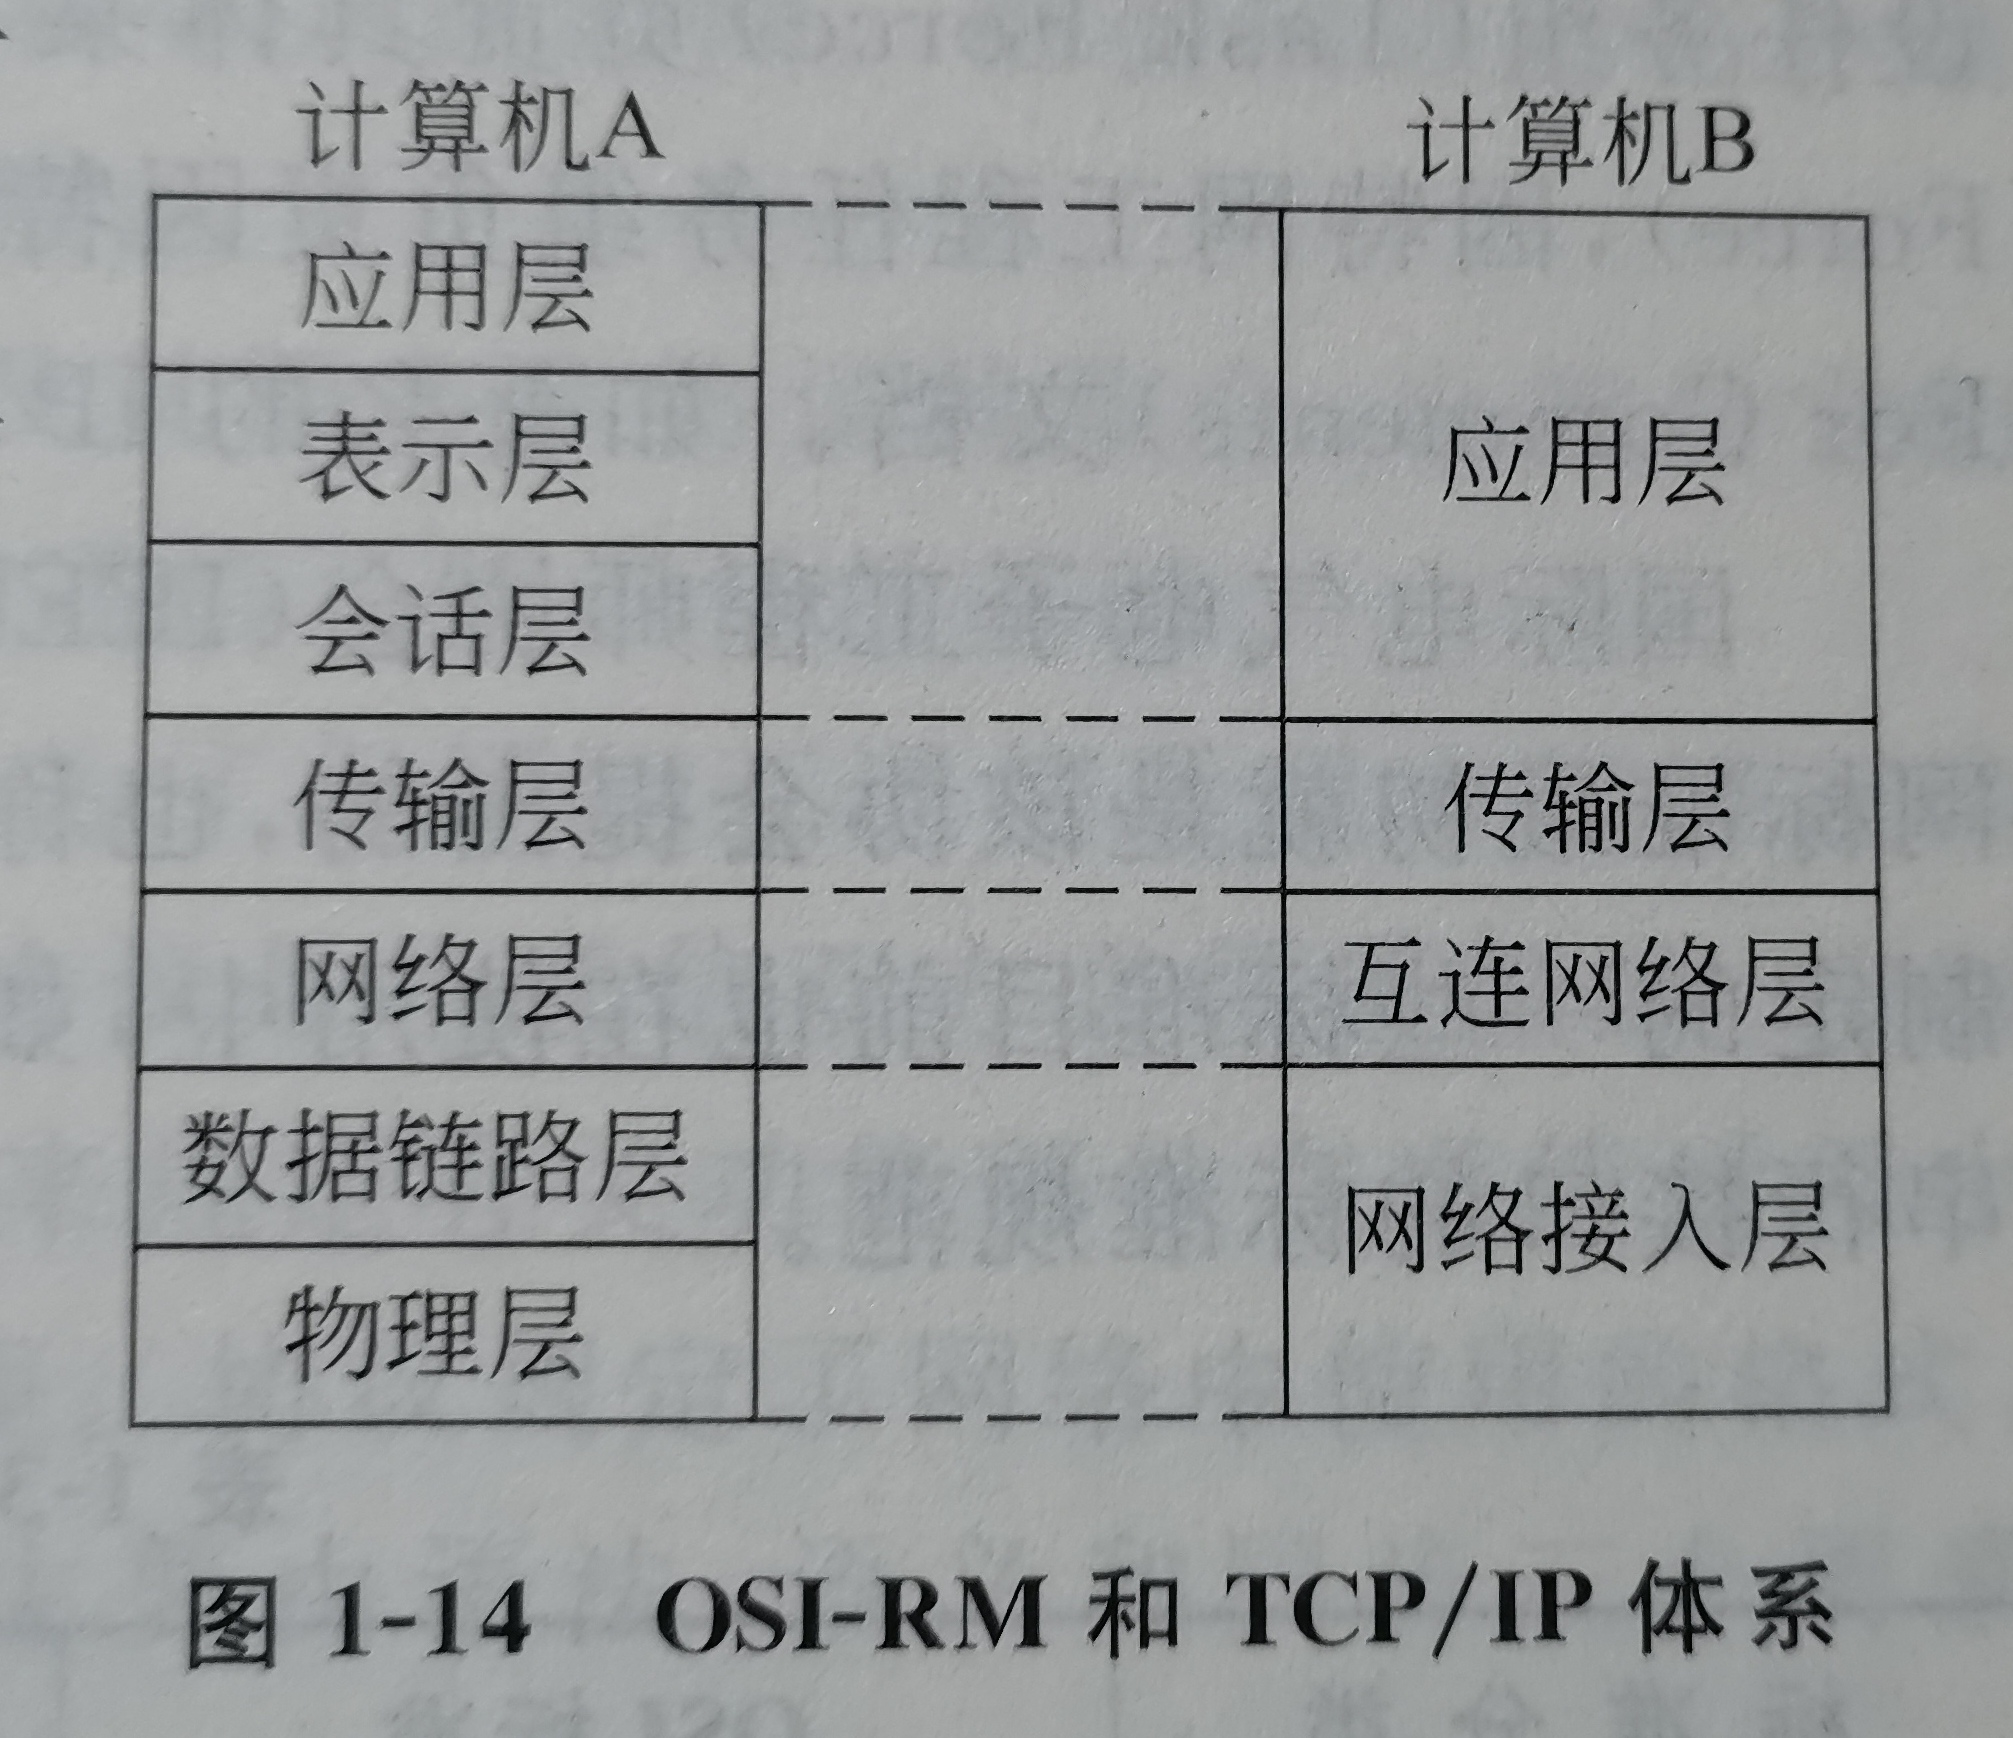 计算机A
计算机B
应用层
表示层
会话层
传输层
网络层
数据链路层
物理层
应用层
传输层
互连网络层
网络接入层
图 1-14 OSI-RM 和 TCP/IP 体系